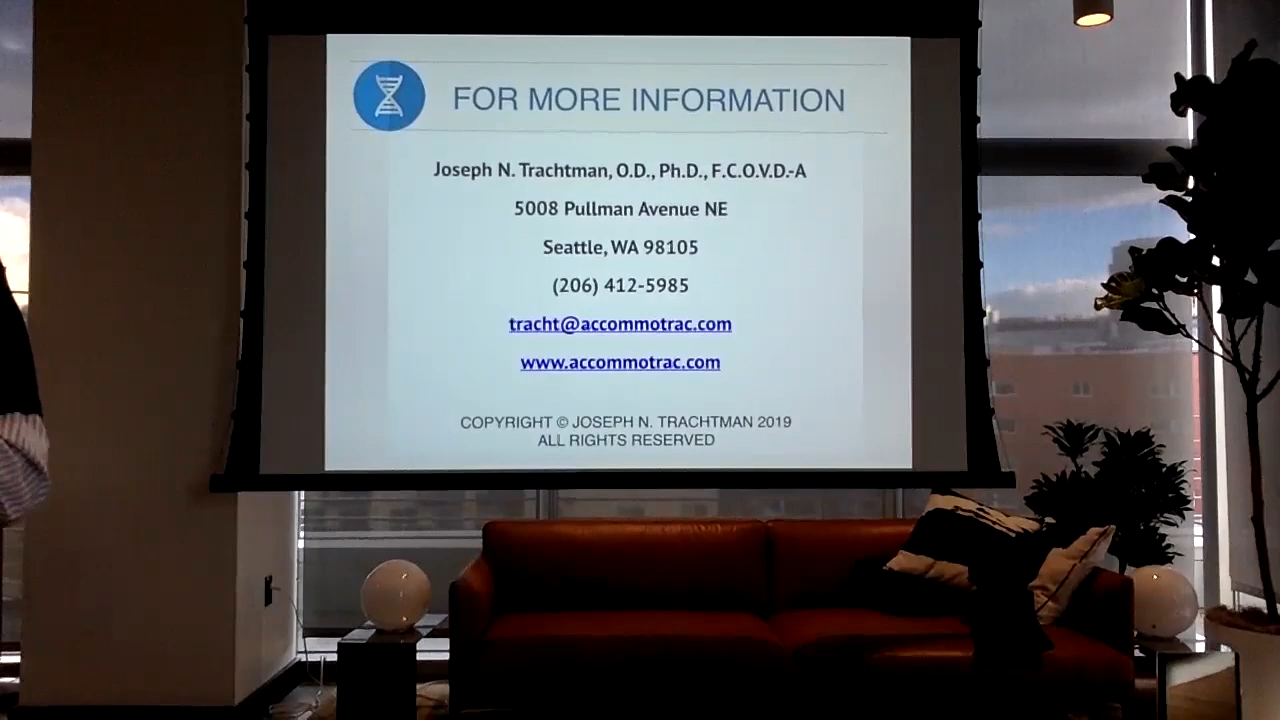 FOR MORE INFORMATION
Joseph N. Trachtman, O.D., Ph.D., F.C.O.V.D.-A
5008 Pullman Avenue NE
Seattle, WA 98105
(206) 412-5985
tracht@accommotrac.com
www.accommotrac.com
COPYRIGHT © JOSEPH N. TRACHTMAN 2019
ALL RIGHTS RESERVED